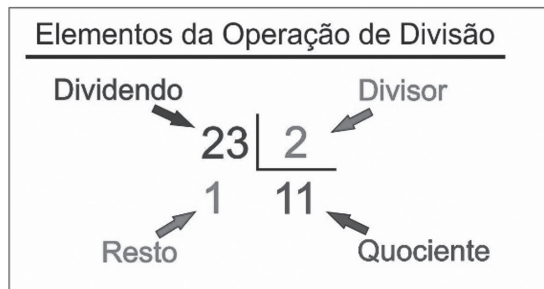 Elementos da Operação de Divisão
Dividendo Divisor
23 2
1 11
Resto Quociente